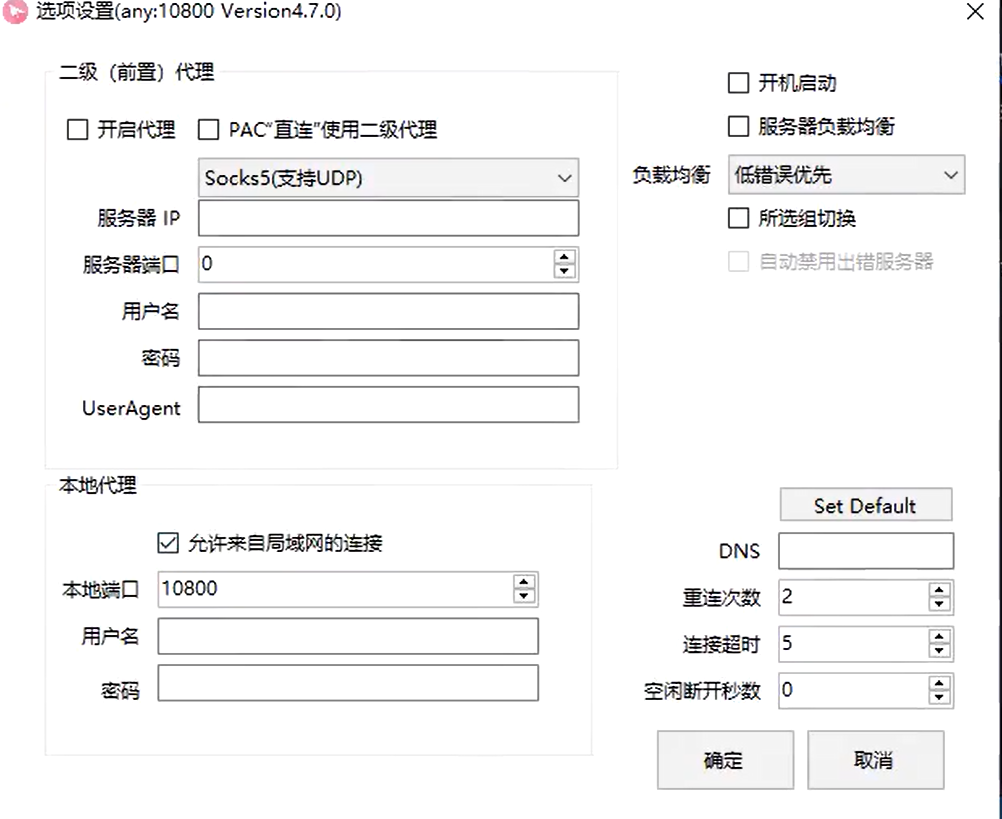 选项设置(any:10800 Version4.7.0)
二级（前置）代理
开启代理
PAC“直连”使用二级代理
Socks5(支持UDP)
服务器 IP
服务器端口
0
用户名
密码
UserAgent
开机启动
服务器负载均衡
负载均衡
低错误优先
所选组切换
自动禁用出错服务器
本地代理
允许来自局域网的连接
本地端口
10800
用户名
密码
Set Default
DNS
重连次数
2
连接超时
5
空闲断开秒数
0
确定
取消